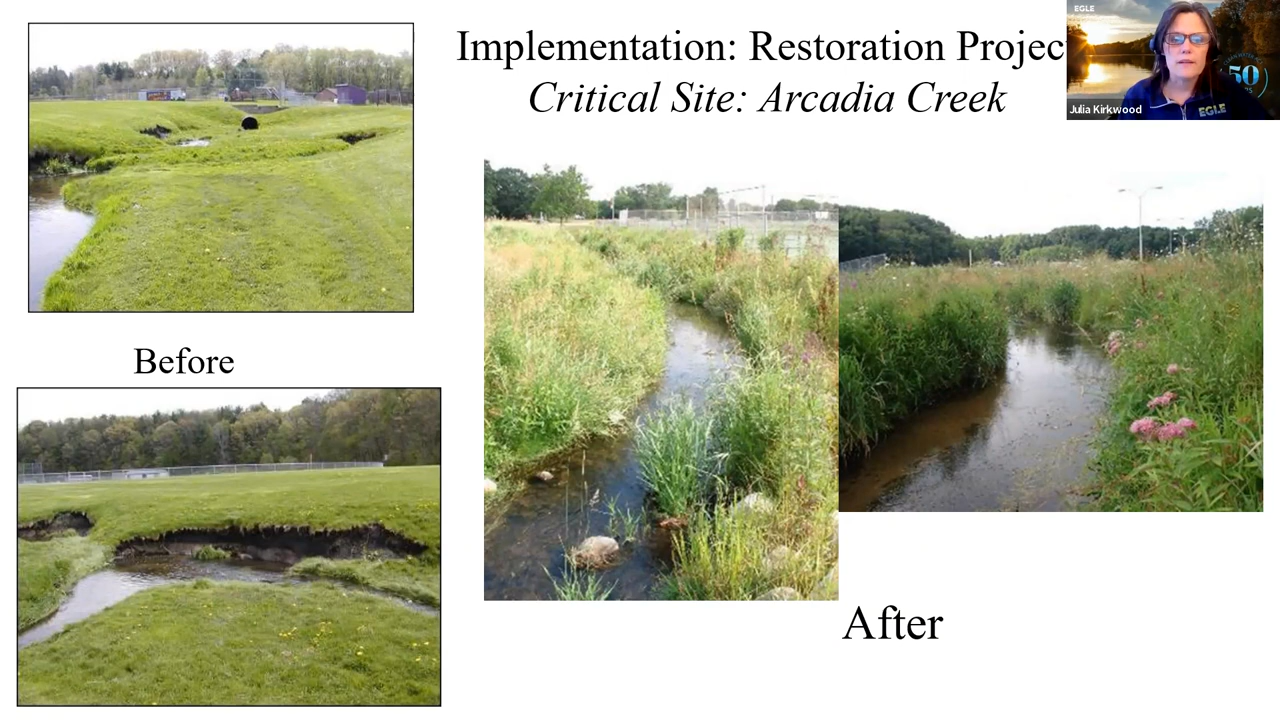 Implementation: Restoration Projec
Critical Site: Arcadia Creek
EGLE
50
EGLE
Julia Kirkwood
Before
After